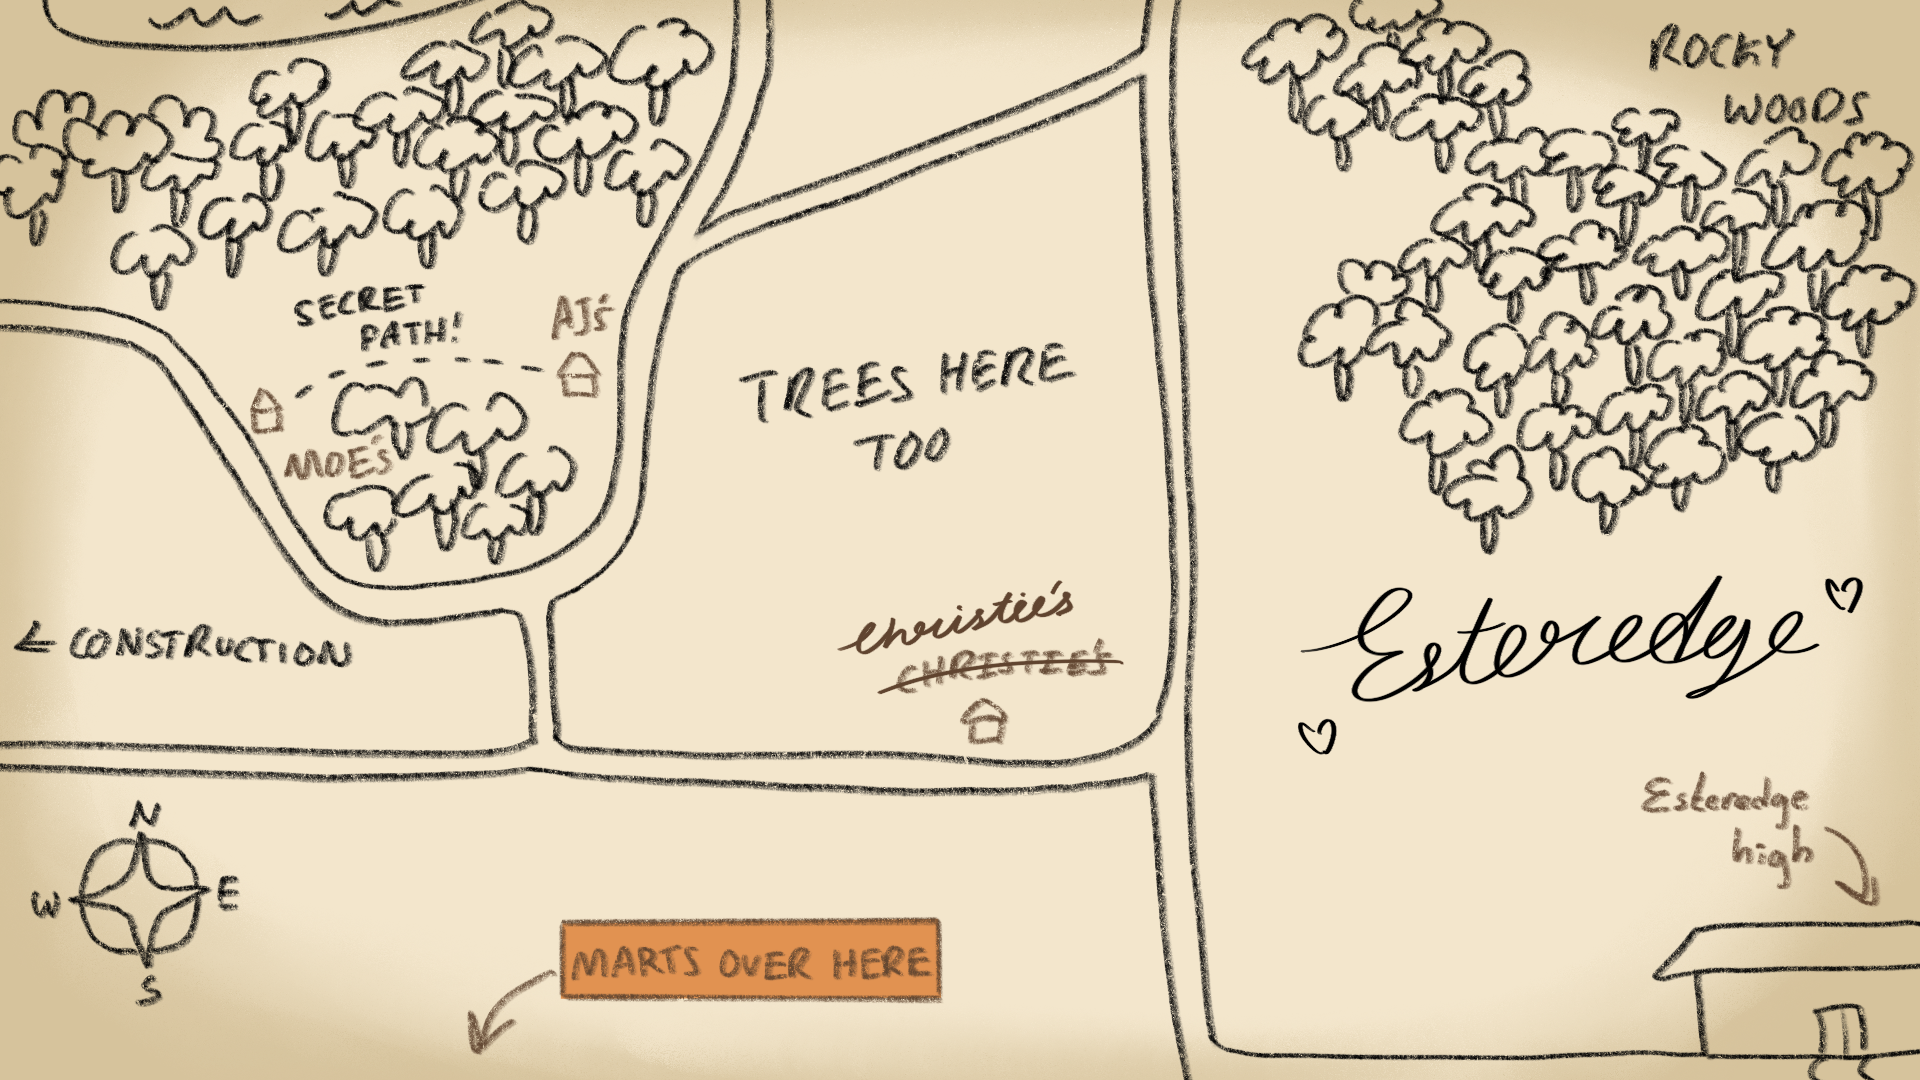 ROCKY
WOODS
SECRET
PATH!
AJ's
MOE's
TREES HERE
TOO
← CONSTRUCTION
Christie's
CHRISTIE'S
Esteredge
Esteredge
high
N
W E
S
MARTS OVER HERE